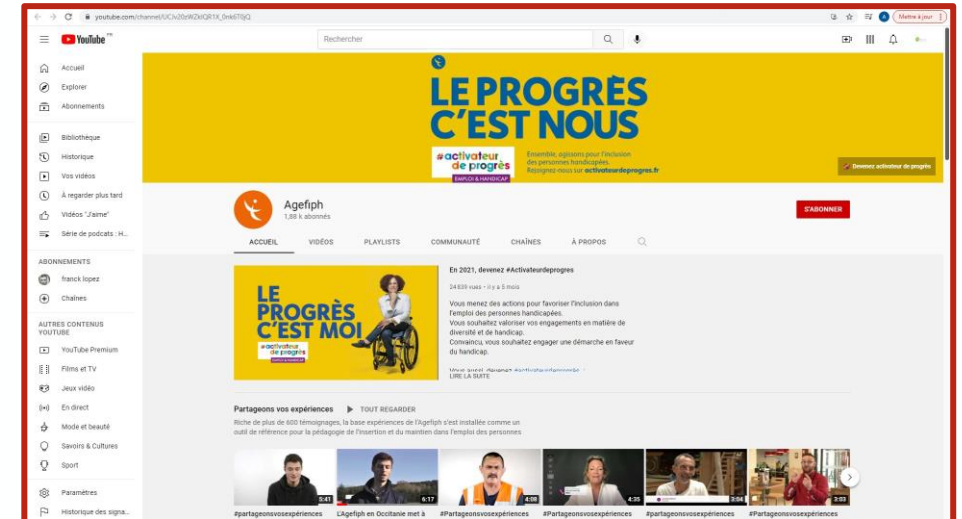 youtube.com/channel/
Mettre à jour
YouTube FR
Rechercher
Accueil
Explorer
Abonnements
Bibliothèque
Historique
Vos vidéos
À regarder plus tard
Vidéos "J'aime"
Série de podcasts : H...
ABONNEMENTS
franck lopez
Chaînes
AUTRES CONTENUS
YOUTUBE
YouTube Premium
Films et TV
Jeux vidéo
En direct
Mode et beauté
Savoirs & Cultures
Sport
Paramètres
Historique des signa...
LE PROGRÈS
C'EST NOUS
#activateur
de progrès
EMPLOI & HANDICAP
Ensemble, agissons pour l'inclusion
des personnes handicapées.
Rejoignez-nous sur activateurdeprogres.fr
Devenez activateur de progrès
Agefiph
1,88 k abonnés
S'ABONNER
ACCUEIL VIDÉOS PLAYLISTS COMMUNAUTÉ CHAÎNES À PROPOS
LE
PROGRÈS
C'EST MOI
#activateur
de progrès
EMPLOI & HANDICAP
En 2021, devenez #Activateurdeprogres
24 839 vues • il y a 5 mois
Vous menez des actions pour favoriser l'inclusion dans
l'emploi des personnes handicapées.
Vous souhaitez valoriser vos engagements en matière de
diversité et de handicap.
Convaincu, vous souhaitez engager une démarche en faveur
du handicap.
Vous aussi, devenez #activateurdeprogrès
LIRE LA SUITE
Partageons vos expériences TOUT REGARDER
Riche de plus de 600 témoignages, la base expériences de l'Agefiph s'est installée comme un
outil de référence pour la pédagogie de l'insertion et du maintien dans l'emploi des personnes
5:41 6:17 4:08 4:35 3:04 3:03
#partageonsvosexpériences L'Agefiph en Occitanie met à #Partageonsvosexpériences #partageonsvosexpériences #partageonsvosexpériences #Partageonsvosexpériences